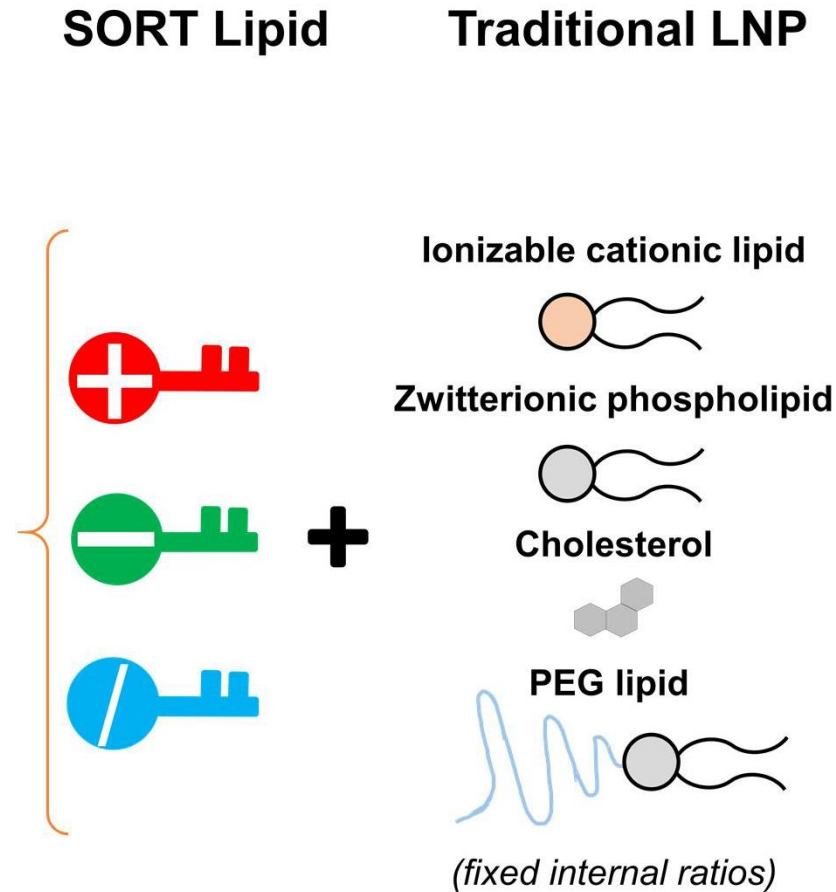 SORT Lipid
Traditional LNP
Ionizable cationic lipid
Zwitterionic phospholipid
+
Cholesterol
PEG lipid
(fixed internal ratios)